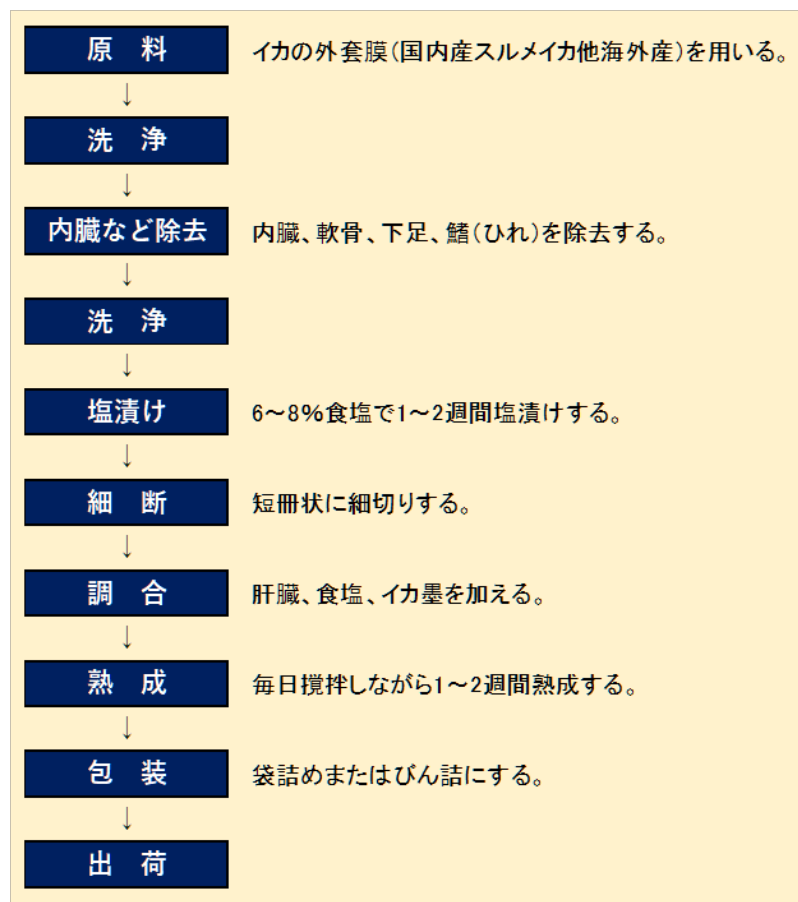 原　料　イカの外套膜(国内産スルメイカ他海外産)を用いる。
↓
洗　浄
↓
内臓など除去　内臓、軟骨、下足、鰭(ひれ)を除去する。
↓
洗　浄
↓
塩漬け　6～8%食塩で1～2週間塩漬けする。
↓
細　断　短冊状に細切りする。
↓
調　合　肝臓、食塩、イカ墨を加える。
↓
熟　成　毎日撹拌しながら1～2週間熟成する。
↓
包　装　袋詰めまたはびん詰にする。
↓
出　荷